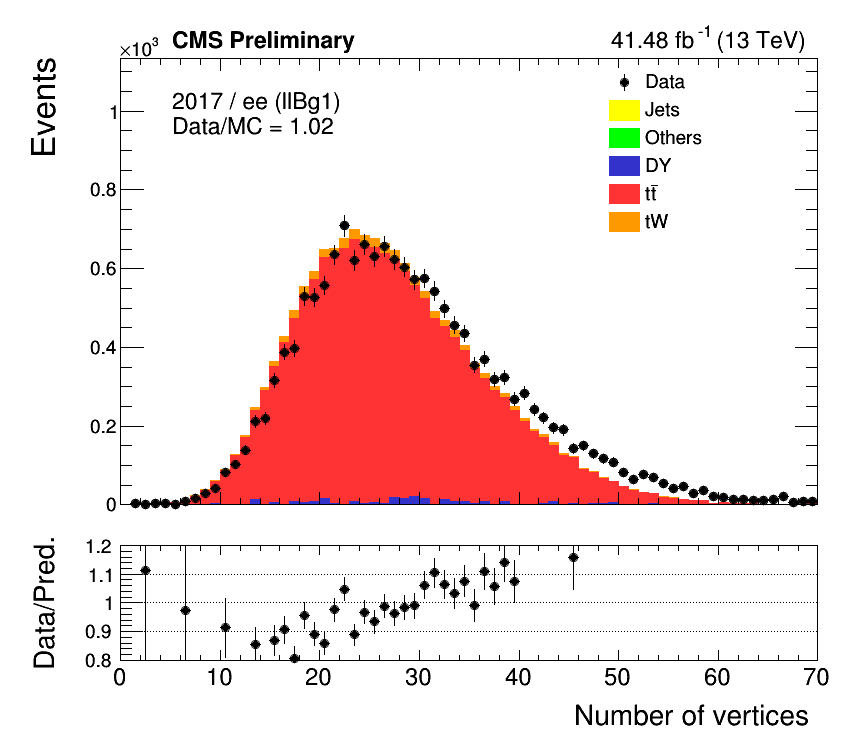 ×10³ CMS Preliminary 41.48 fb⁻¹ (13 TeV)
Events
2017 / ee (llBg1)
Data/MC = 1.02
Data
Jets
Others
DY
tt̄
tW
1
0.8
0.6
0.4
0.2
0
Data/Pred.
1.2
1.1
1
0.9
0.8
0 10 20 30 40 50 60 70
Number of vertices